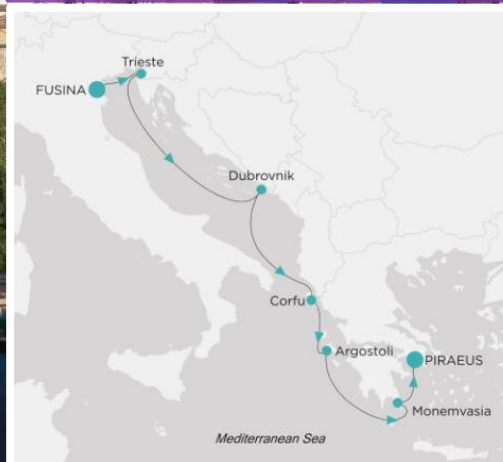 Trieste
FUSINA
Dubrovnik
Corfu
Argostoli
PIRAEUS
Monemvasia
Mediterranean Sea